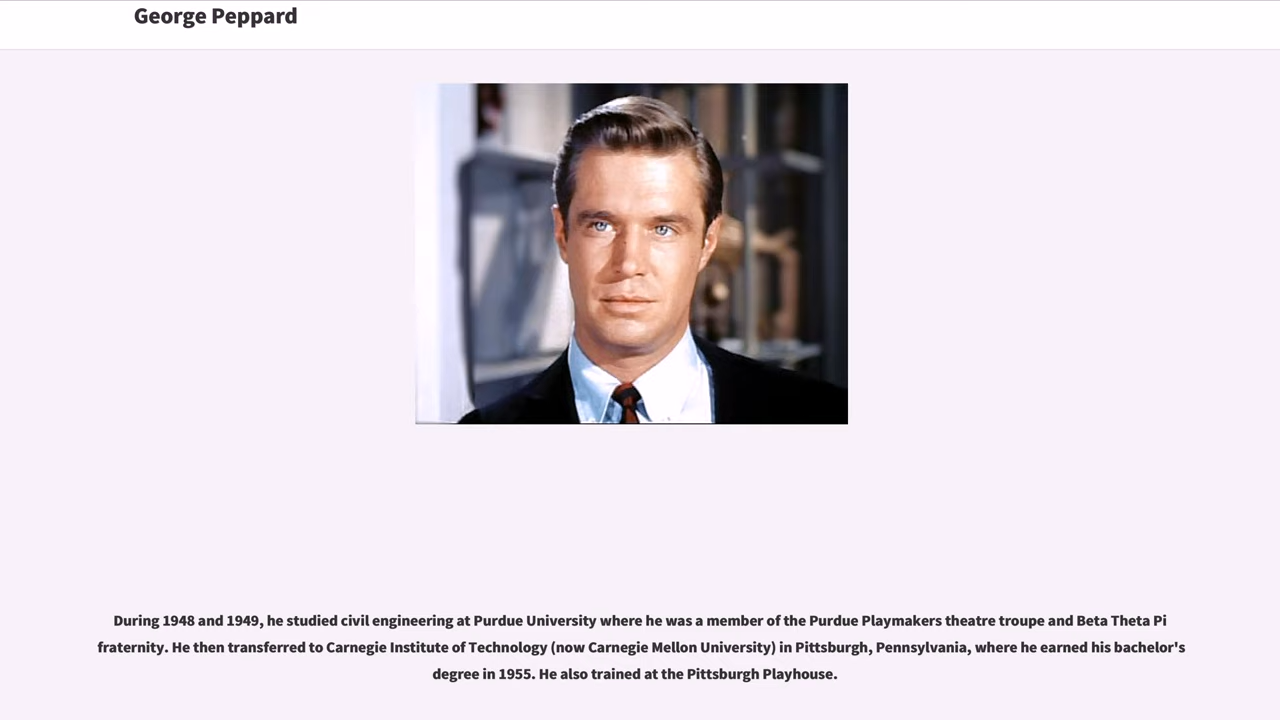 George Peppard
During 1948 and 1949, he studied civil engineering at Purdue University where he was a member of the Purdue Playmakers theatre troupe and Beta Theta Pi
fraternity. He then transferred to Carnegie Institute of Technology (now Carnegie Mellon University) in Pittsburgh, Pennsylvania, where he earned his bachelor's
degree in 1955. He also trained at the Pittsburgh Playhouse.